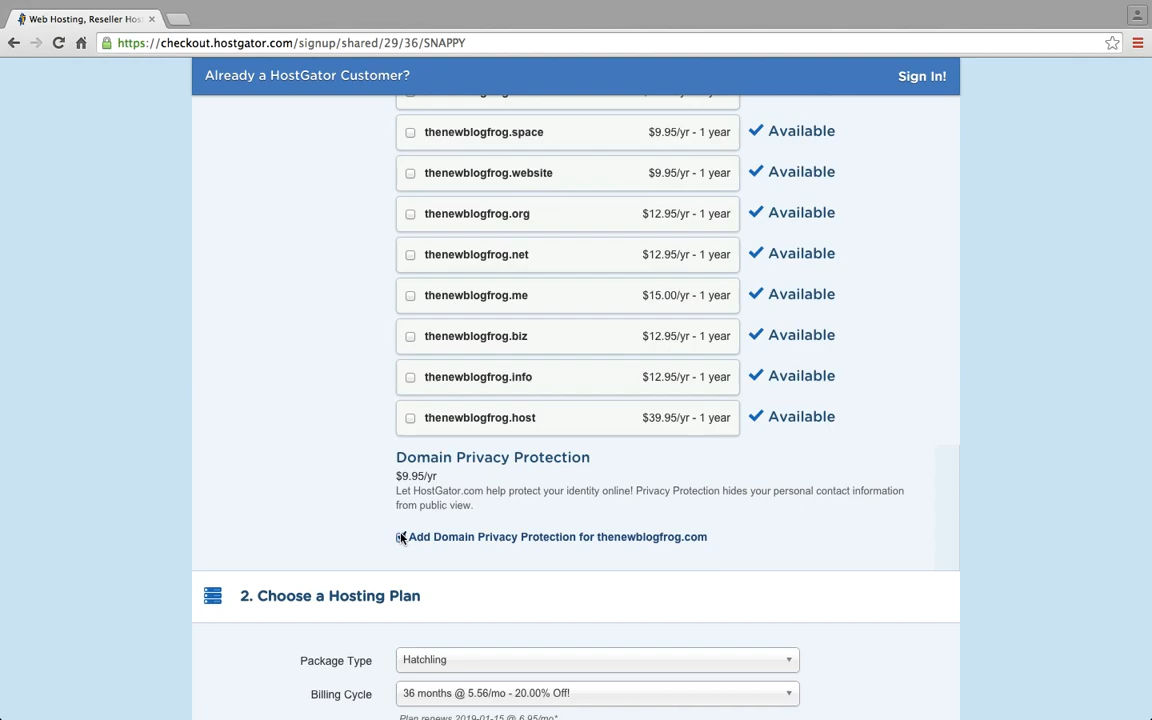 Web Hosting, Reseller Hos
https://checkout.hostgator.com/signup/shared/29/36/SNAPPY
Already a HostGator Customer?
Sign In!
thenewblogfrog.space $9.95/yr - 1 year Available
thenewblogfrog.website $9.95/yr - 1 year Available
thenewblogfrog.org $12.95/yr - 1 year Available
thenewblogfrog.net $12.95/yr - 1 year Available
thenewblogfrog.me $15.00/yr - 1 year Available
thenewblogfrog.biz $12.95/yr - 1 year Available
thenewblogfrog.info $12.95/yr - 1 year Available
thenewblogfrog.host $39.95/yr - 1 year Available
Domain Privacy Protection
$9.95/yr
Let HostGator.com help protect your identity online! Privacy Protection hides your personal contact information
from public view.
Add Domain Privacy Protection for thenewblogfrog.com
2. Choose a Hosting Plan
Package Type Hatchling
Billing Cycle 36 months @ 5.56/mo - 20.00% Off!
Plan renews 2019-01-15 @ 6.95/mo*